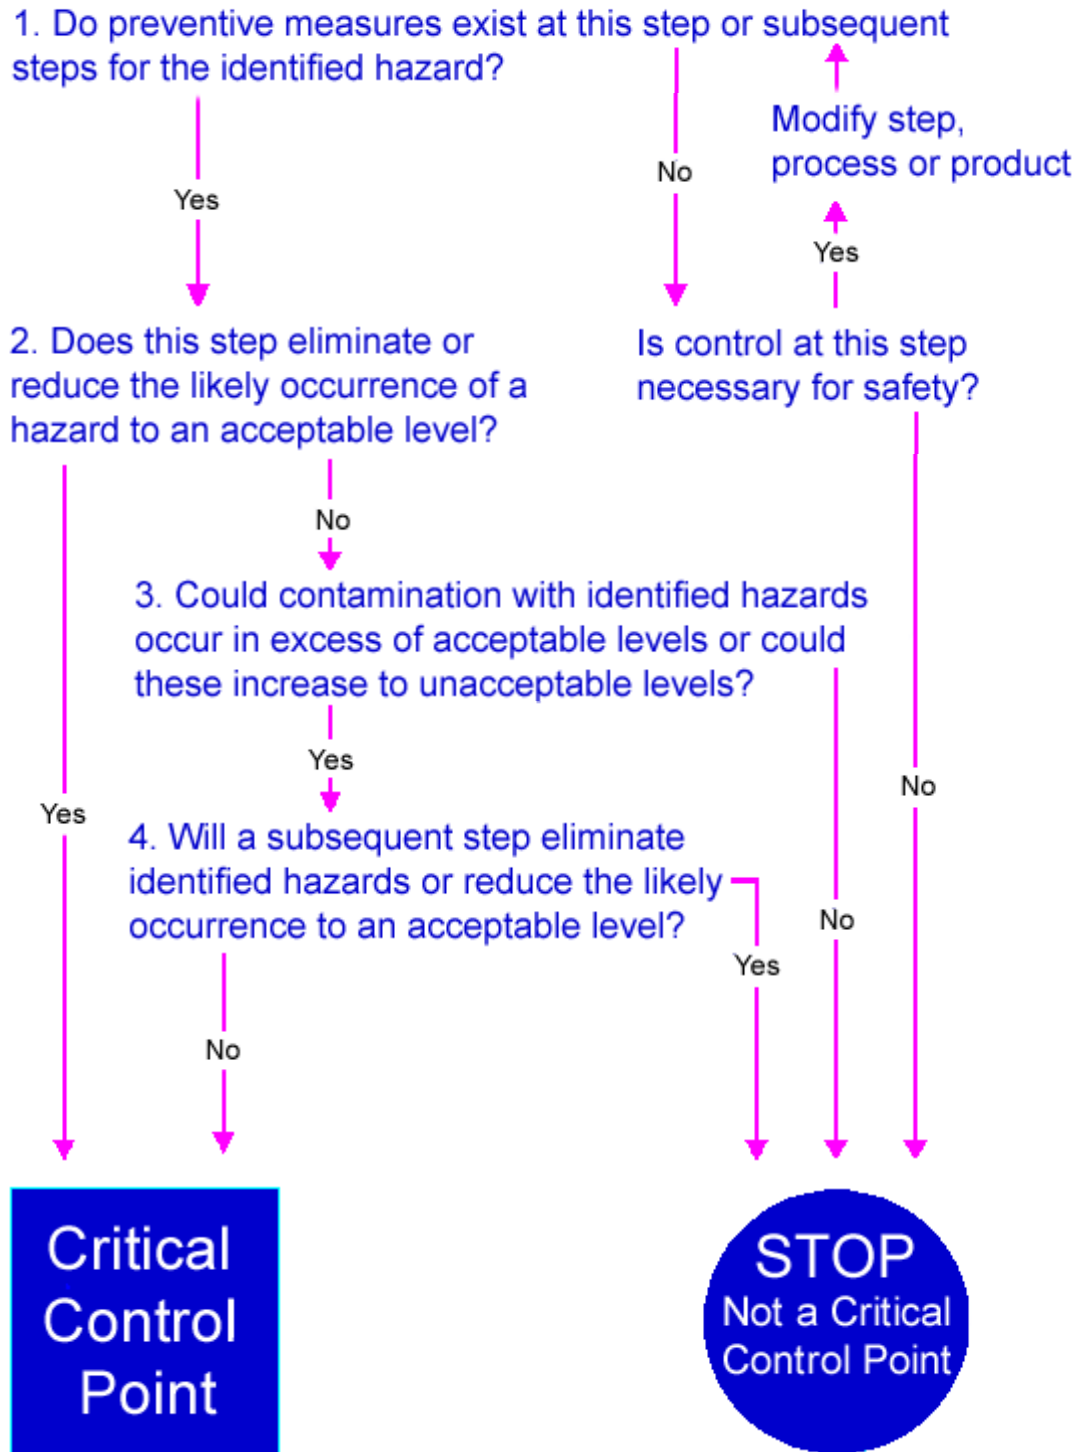 1. Do preventive measures exist at this step or subsequent
steps for the identified hazard?
Yes
No
Modify step,
process or product
Yes
2. Does this step eliminate or
reduce the likely occurrence of a
hazard to an acceptable level?
Is control at this step
necessary for safety?
No
3. Could contamination with identified hazards
occur in excess of acceptable levels or could
these increase to unacceptable levels?
Yes
Yes
No
4. Will a subsequent step eliminate
identified hazards or reduce the likely
occurrence to an acceptable level?
No
Yes
No
Critical
Control
Point
STOP
Not a Critical
Control Point